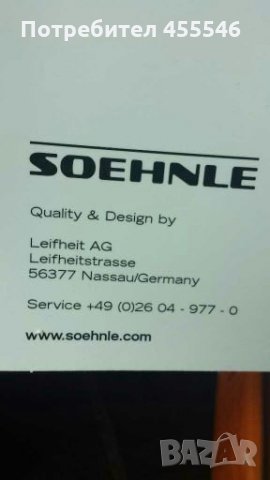 Потребител 455546
SOEHNLE
Quality & Design by
Leifheit AG
Leifheitstrasse
56377 Nassau/Germany
Service +49 (0)26 04 - 977 - 0
www.soehnle.com
BAZAR